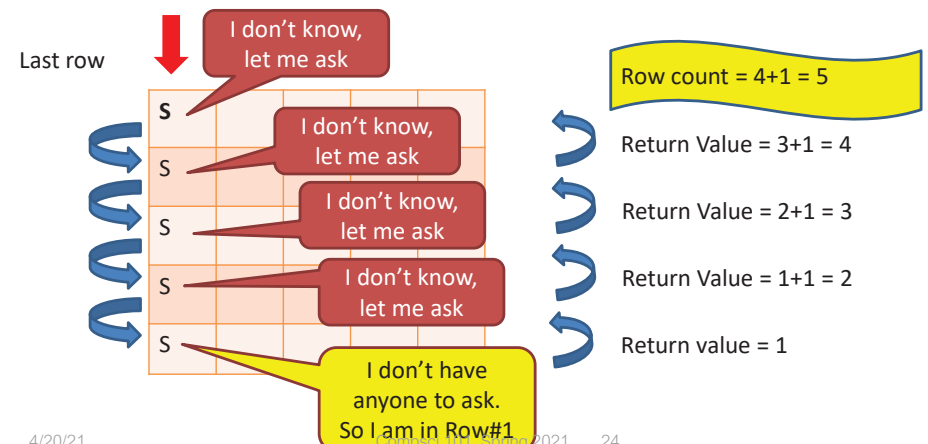 Last row
I don't know,
let me ask
S
I don't know,
let me ask
S
I don't know,
let me ask
S
I don't know,
let me ask
S
S
I don't have
anyone to ask.
So I am in Row#1
Row count = 4+1 = 5
Return Value = 3+1 = 4
Return Value = 2+1 = 3
Return Value = 1+1 = 2
Return value = 1
4/20/21
Compsci 101, Spring 2021
24